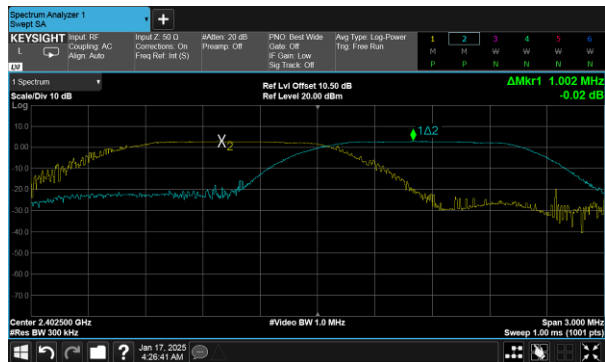 Spectrum Analyzer 1
Swept SA
+
KEYSIGHT
L
Input: RF
Coupling: AC
Align: Auto
Input Z: 50 Ω
Corrections: On
Freq Ref: Int (S)
#Atten: 20 dB
Preamp: Off
PNO: Best Wide
Gate: Off
IF Gain: Low
Sig Track: Off
Avg Type: Log-Power
Trig: Free Run
1 2 3 4 5 6
M M W W W W
P P N N N N
1 Spectrum
Scale/Div 10 dB
Ref Lvl Offset 10.50 dB
Ref Level 20.00 dBm
ΔMkr1 1.002 MHz
-0.02 dB
Log
10.0
0.00
-10.0
-20.0
-30.0
-40.0
-50.0
-60.0
-70.0
X2
1Δ2
Center 2.402500 GHz
#Res BW 300 kHz
#Video BW 1.0 MHz
Span 3.000 MHz
Sweep 1.00 ms (1001 pts)
?
Jan 17, 2025
4:26:41 AM